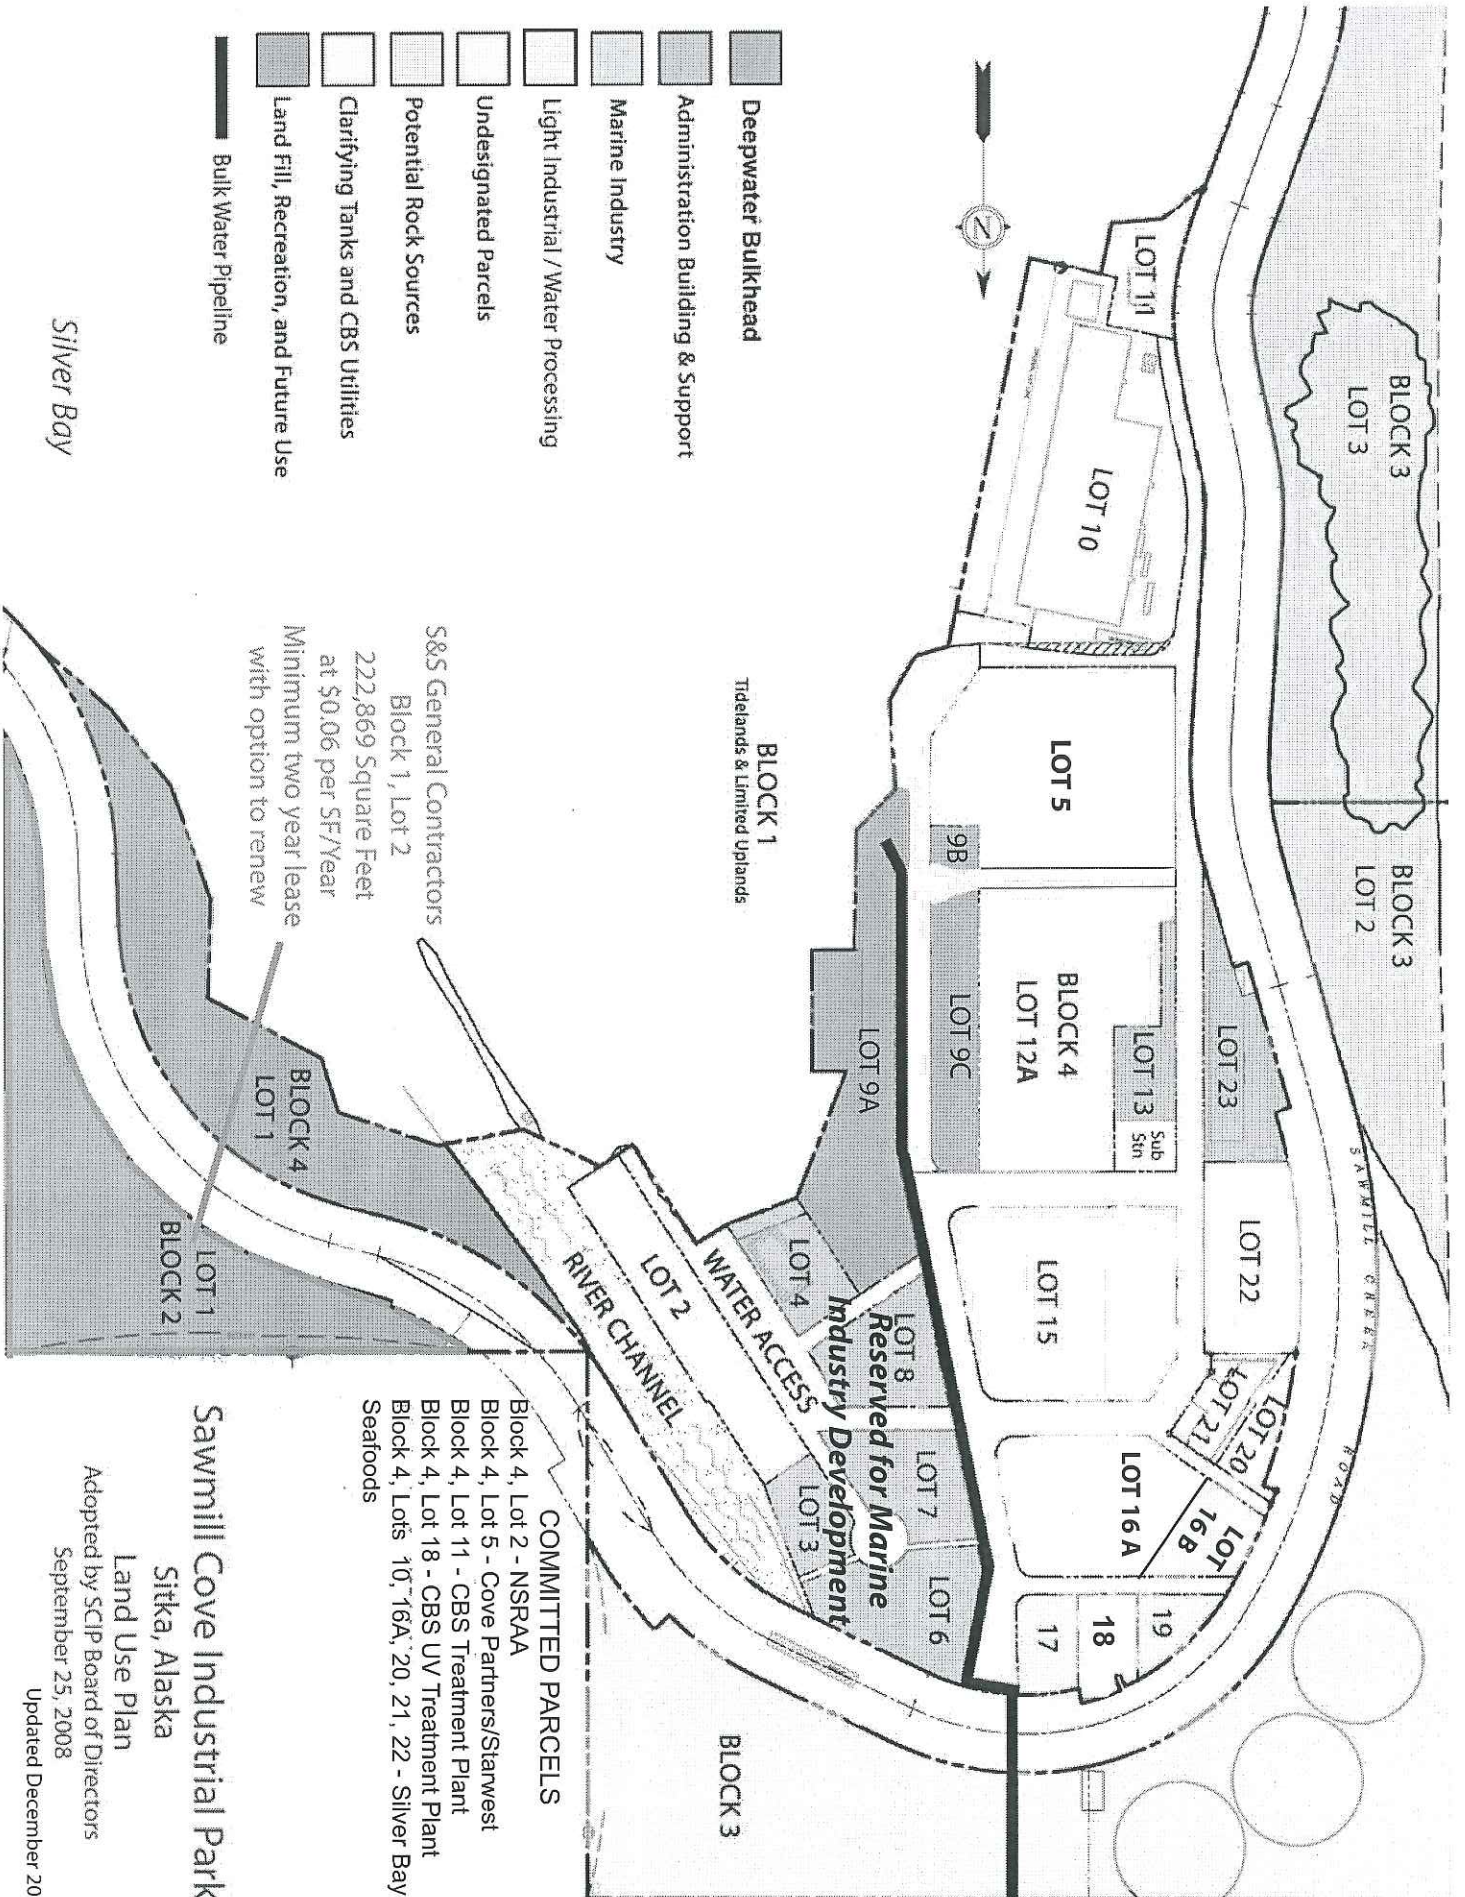 Deepwater Bulkhead
Administration Building & Support
Marine Industry
Light Industrial / Water Processing
Undesignated Parcels
Potential Rock Sources
Clarifying Tanks and CBS Utilities
Land Fill, Recreation, and Future Use
Bulk Water Pipeline
Silver Bay
N
BLOCK 3
LOT 3
BLOCK 3
LOT 2
LOT 11
LOT 10
LOT 5
9B
BLOCK 4
LOT 12A
LOT 9C
LOT 9A
LOT 13
Sub
Stn
LOT 23
LOT 22
LOT 15
LOT 21
LOT 20
LOT
16B
LOT 16A
19
18
17
SAWMILL CREEK ROAD
BLOCK 1
Tidelands & Limited Uplands
LOT 4
LOT 8
LOT 7
LOT 6
LOT 3
Reserved for Marine
Industry Development
WATER ACCESS
LOT 2
RIVER CHANNEL
S&S General Contractors
Block 1, Lot 2
222,869 Square Feet
at $0.06 per SF/Year
Minimum two year lease
with option to renew
BLOCK 4
LOT 1
LOT 1
BLOCK 2
BLOCK 3
COMMITTED PARCELS
Block 4, Lot 2 - NSRAA
Block 4, Lot 5 - Cove Partners/Starwest
Block 4, Lot 11 - CBS Treatment Plant
Block 4, Lot 18 - CBS UV Treatment Plant
Block 4, Lots 10, 16A, 20, 21, 22 - Silver Bay
Seafoods
Sawmill Cove Industrial Park
Sitka, Alaska
Land Use Plan
Adopted by SCIP Board of Directors
September 25, 2008
Updated December 20